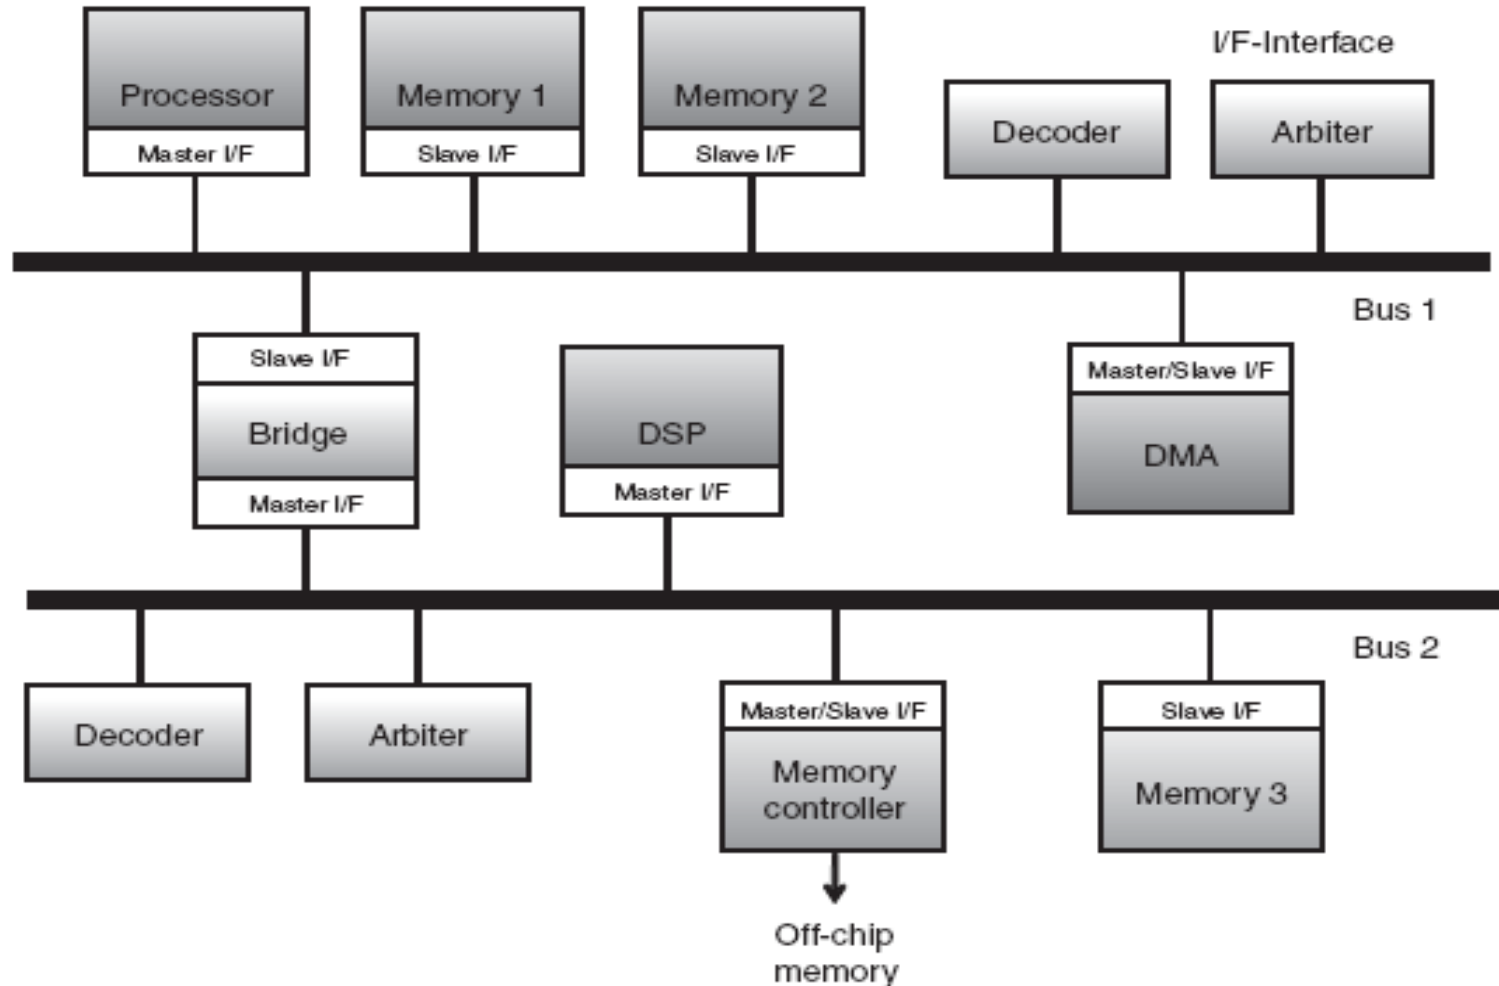 I/F-Interface
Processor
Master I/F
Memory 1
Slave I/F
Memory 2
Slave I/F
Decoder
Arbiter
Bus 1
Slave I/F
Bridge
Master I/F
DSP
Master I/F
Master/Slave I/F
DMA
Bus 2
Decoder
Arbiter
Master/Slave I/F
Memory
controller
Slave I/F
Memory 3
Off-chip
memory